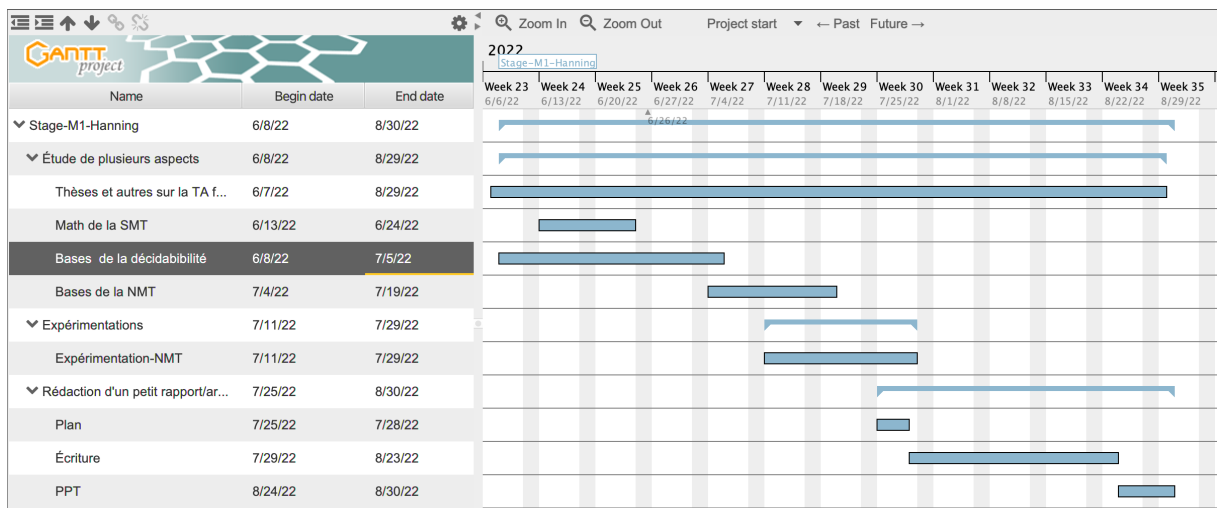 Zoom In Zoom Out Project start ← Past Future →
GANTT project
2022
Stage-M1-Hanning
Week 23 Week 24 Week 25 Week 26 Week 27 Week 28 Week 29 Week 30 Week 31 Week 32 Week 33 Week 34 Week 35
Name Begin date End date
6/6/22 6/13/22 6/20/22 6/27/22 7/4/22 7/11/22 7/18/22 7/25/22 8/1/22 8/8/22 8/15/22 8/22/22 8/29/22
6/26/22
Stage-M1-Hanning 6/8/22 8/30/22
Étude de plusieurs aspects 6/8/22 8/29/22
Thèses et autres sur la TA f... 6/7/22 8/29/22
Math de la SMT 6/13/22 6/24/22
Bases de la décidabibilité 6/8/22 7/5/22
Bases de la NMT 7/4/22 7/19/22
Expérimentations 7/11/22 7/29/22
Expérimentation-NMT 7/11/22 7/29/22
Rédaction d'un petit rapport/ar... 7/25/22 8/30/22
Plan 7/25/22 7/28/22
Écriture 7/29/22 8/23/22
PPT 8/24/22 8/30/22